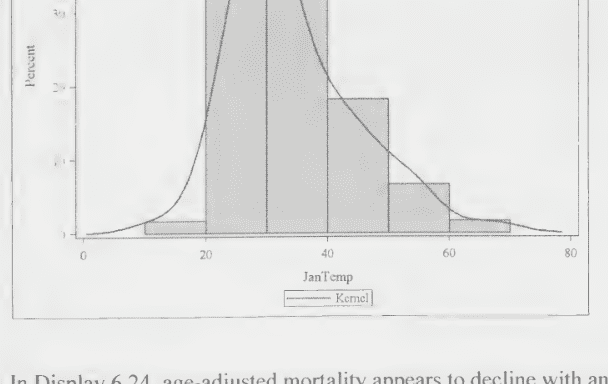 Percent
0 20 40 60 80
JanTemp
Kernel
In Display 6.24, age-adjusted mortality appears to decline with an